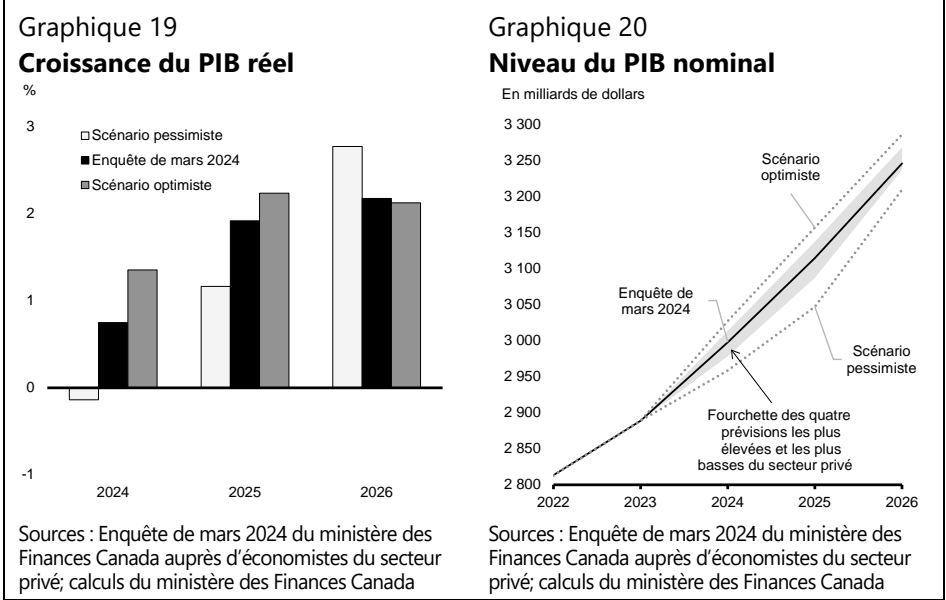 Graphique 19
Croissance du PIB réel
%
3
2
1
0
-1
Scénario pessimiste
Enquête de mars 2024
Scénario optimiste
2024
2025
2026
Sources : Enquête de mars 2024 du ministère des
Finances Canada auprès d’économistes du secteur
privé; calculs du ministère des Finances Canada
Graphique 20
Niveau du PIB nominal
En milliards de dollars
3 300
3 250
3 200
3 150
3 100
3 050
3 000
2 950
2 900
2 850
2 800
Scénario
optimiste
Enquête de
mars 2024
Scénario
pessimiste
Fourchette des quatre
prévisions les plus
élevées et les plus
basses du secteur privé
2022
2023
2024
2025
2026
Sources : Enquête de mars 2024 du ministère des
Finances Canada auprès d’économistes du secteur
privé; calculs du ministère des Finances Canada